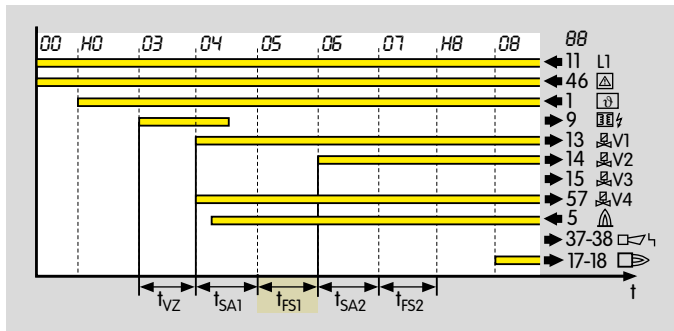 00 H0 03 04 05 06 07 H8 08 88
11 L1
46
1 ϑ
9
13 V1
14 V2
15 V3
57 V4
5
37-38
17-18
tVZ tSA1 tFS1 tSA2 tFS2 t